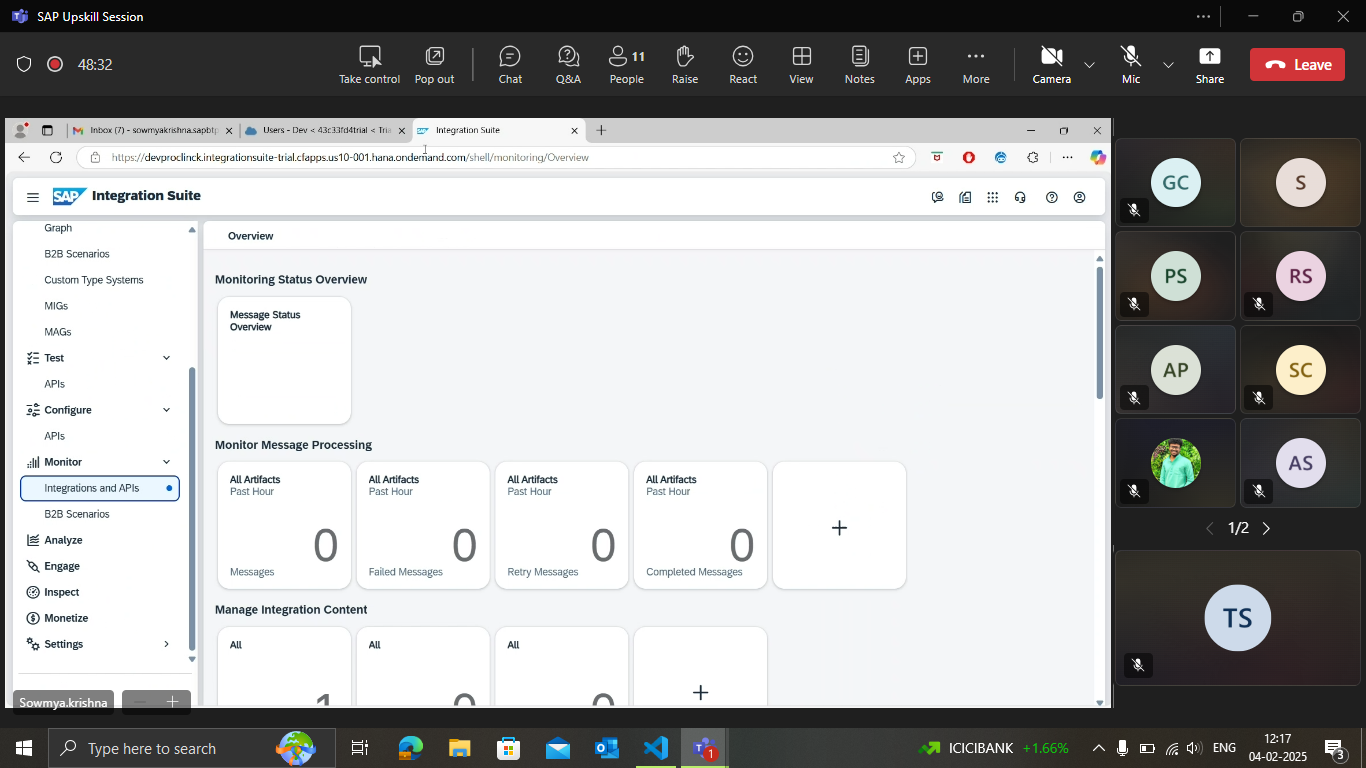 SAP Upskill Session
48:32
Take control
Pop out
Chat
Q&A
11
People
Raise
React
View
Notes
Apps
More
Camera
Mic
Share
Leave
Inbox (7) - sowmyakrishna.sapbtp
Users - Dev < 43c33fd4trial < Tria
Integration Suite
https://devproclinck.integrationsuite-trial.cfapps.us10-001.hana.ondemand.com/shell/monitoring/Overview
SAP Integration Suite
Graph
B2B Scenarios
Custom Type Systems
MIGs
MAGs
Test
APIs
Configure
APIs
Monitor
Integrations and APIs
B2B Scenarios
Analyze
Engage
Inspect
Monetize
Settings
Sowmya.krishna
Overview
Monitoring Status Overview
Message Status
Overview
Monitor Message Processing
All Artifacts
Past Hour
0
Messages
All Artifacts
Past Hour
0
Failed Messages
All Artifacts
Past Hour
0
Retry Messages
All Artifacts
Past Hour
0
Completed Messages
Manage Integration Content
All
1
All
0
All
0
GC
S
PS
RS
AP
SC
AS
1/2
TS
Type here to search
1
ICICIBANK +1.66%
ENG
12:17
04-02-2025
3